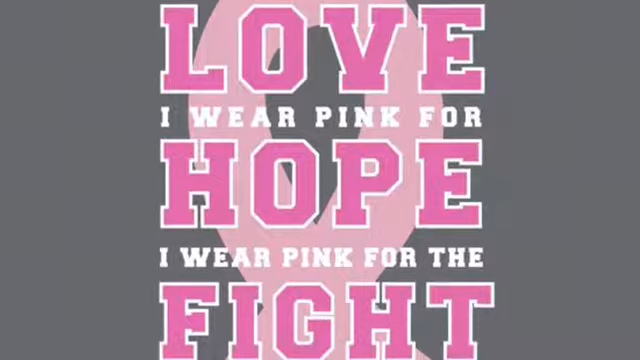 LOVE
I WEAR PINK FOR
HOPE
I WEAR PINK FOR THE
FIGHT